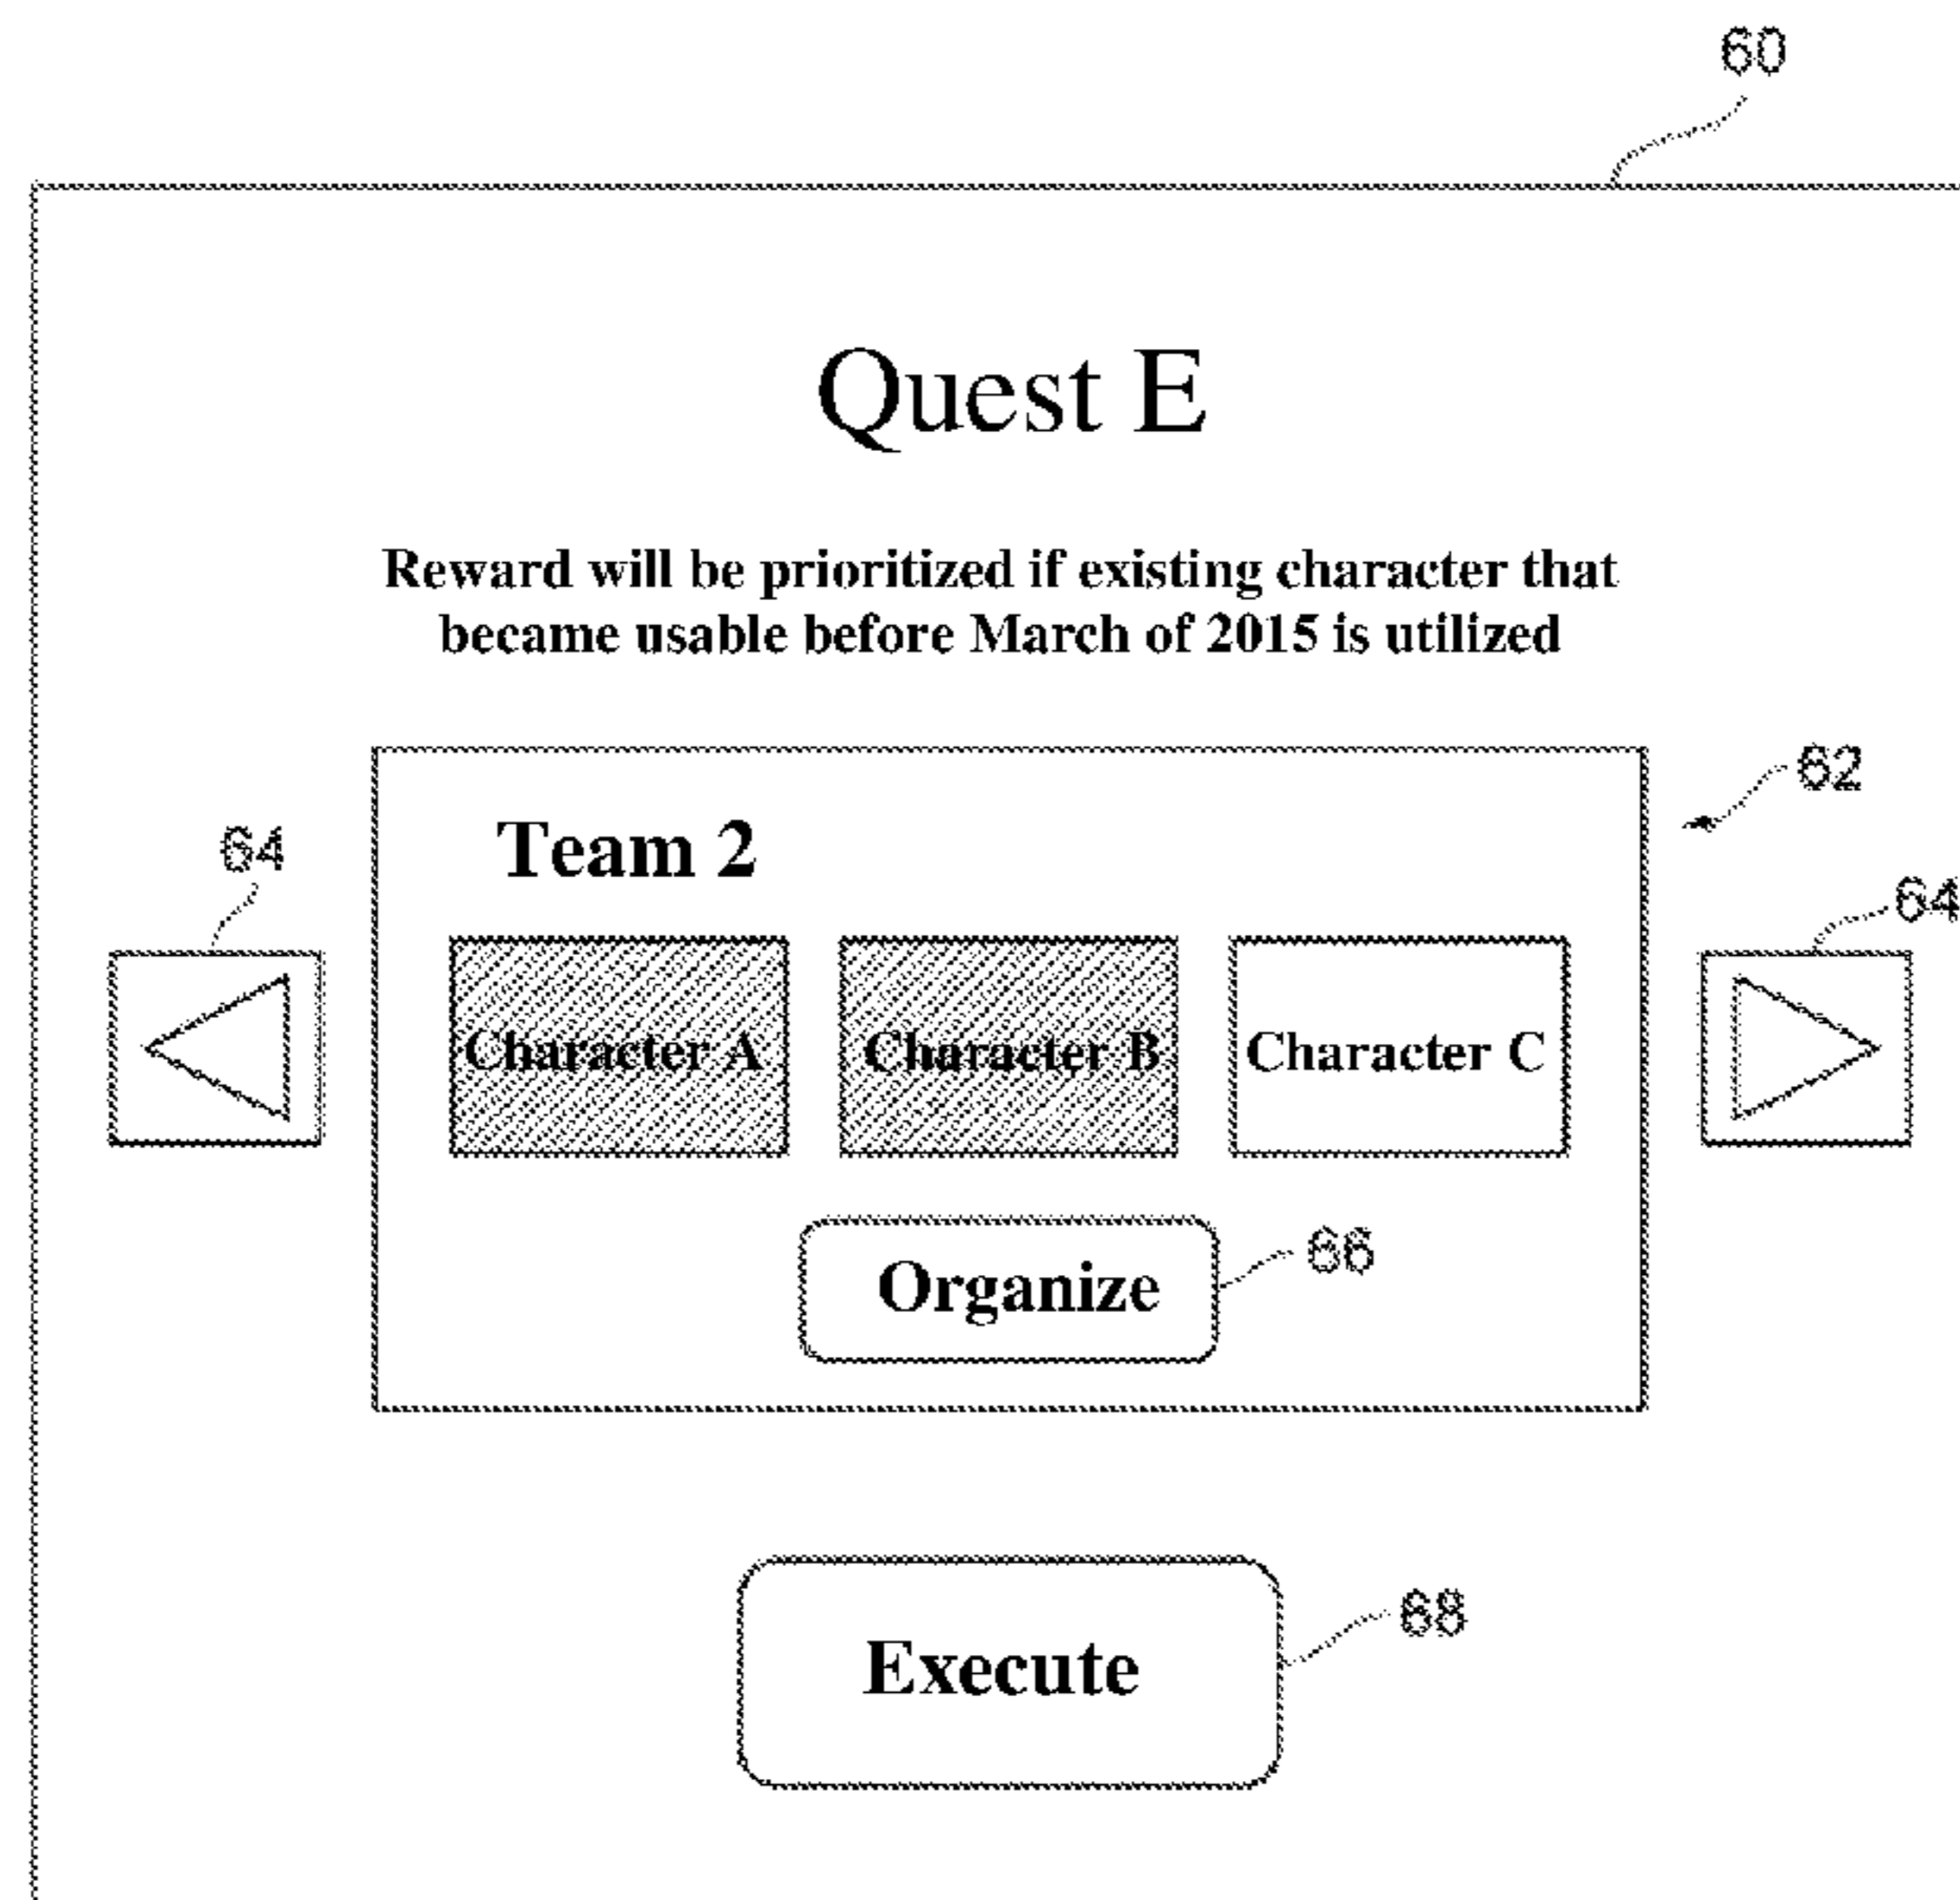 60
Quest E
Reward will be prioritized if existing character that
became usable before March of 2015 is utilized
62
Team 2
64
64
Character A
Character B
Character C
Organize
66
Execute
68